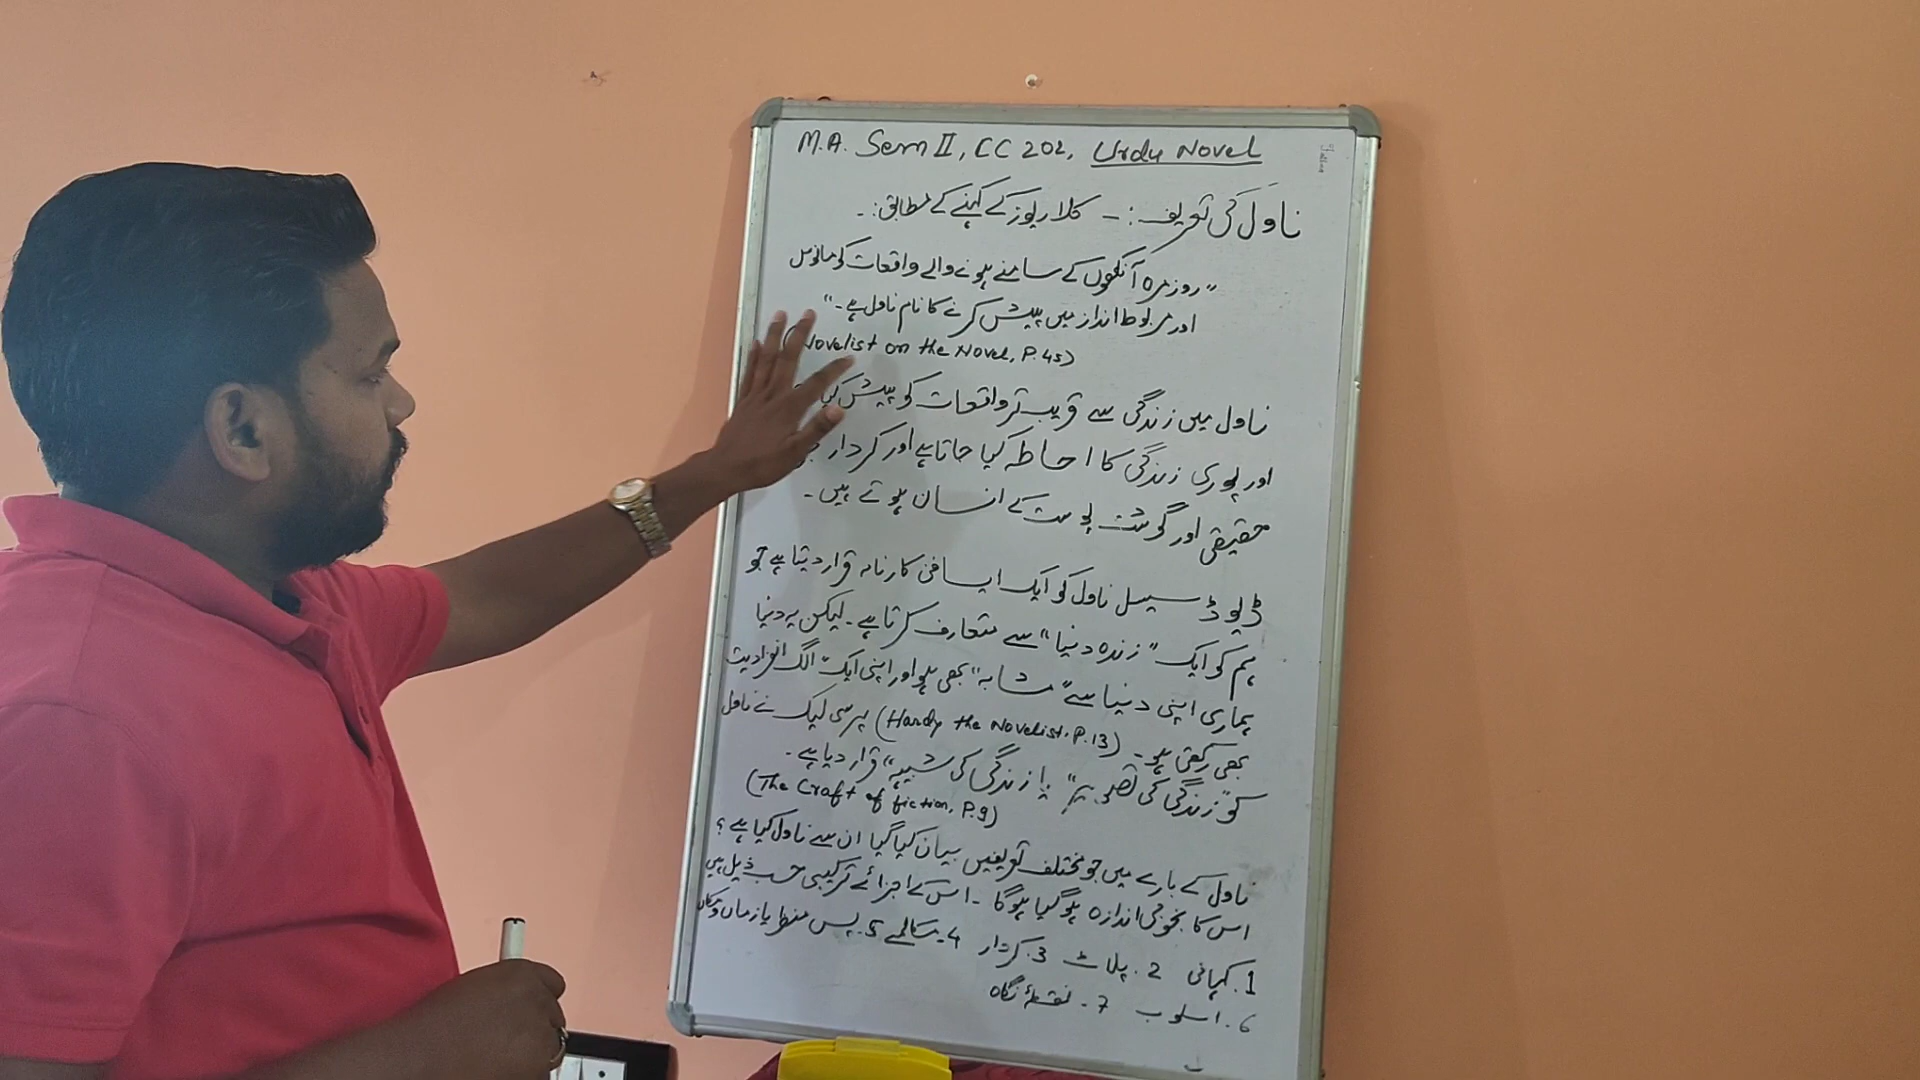 M.A. Sem II, CC 202, Urdu Novel
ناول کی تعریف :- کلارلوز کے کہنے کے مطابق :-
"روزمرہ آنکھوں کے سامنے ہونے والے واقعات کو مانوس
اور مربوط انداز میں پیش کرنے کا نام ناول ہے۔"
(Novelist on the Novel, P.45)
ناول میں زندگی سے قریب تر واقعات کو پیش کیا
اور پوری زندگی کا احاطہ کیا جاتا ہے اور کردار
حقیقی اور گوشت پوست کے انسان ہوتے ہیں۔
ڈیوڈ سیسل ناول کو ایک ایسا فنی کارنامہ قرار دیتا ہے جو
ہم کو ایک "زندہ دنیا" سے متعارف کرتا ہے۔ لیکن یہ دنیا
ہماری اپنی دنیا سے "مشابہ" بھی ہو اور اپنی ایک "الگ انفرادیت
بھی رکھتی ہو۔ (Hardy the Novelist, P.13) پرسی لیک نے ناول
کو "زندگی کی تصویر" یا زندگی کی شبیہ" قرار دیا ہے۔
(The Craft of fiction, P.9)
ناول کے بارے میں جو مختلف تعریفیں بیان کیا گیا ان سے ناول کیا ہے؟
اس کا بخوبی اندازہ ہو گیا ہو گا۔ اس کے اجزائے ترکیبی حسب ذیل ہیں
1. کہانی 2. پلاٹ 3. کردار 4. مکالمے 5. پس منظر یا زماں و مکاں
6. اسلوب 7. نقطۂ نگاہ